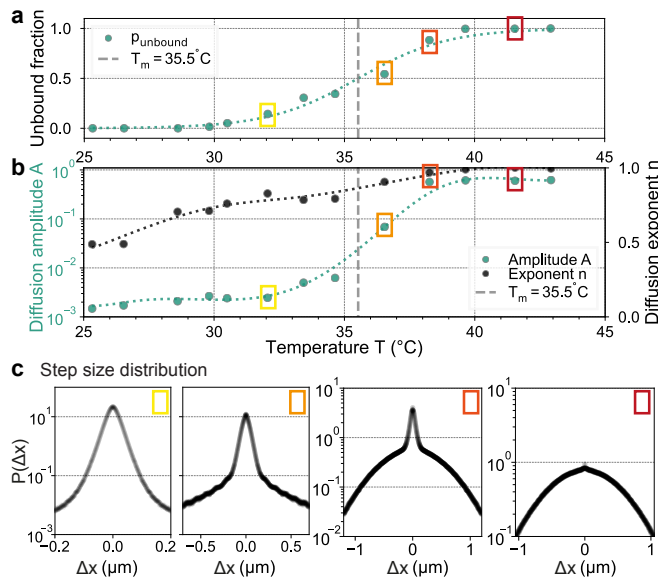 a
Unbound fraction
1.0
0.5
0.0
p_unbound
T_m = 35.5°C
25 30 35 40 45
b
Diffusion amplitude A
10^0
10^-1
10^-2
10^-3
Diffusion exponent n
1.0
0.5
0.0
Amplitude A
Exponent n
T_m = 35.5°C
25 30 35 40 45
Temperature T (°C)
c Step size distribution
P(Δx)
10^1
10^-1
10^-3
-0.2 0.0 0.2
Δx (μm)
-0.5 0.0 0.5
Δx (μm)
10^1
10^0
10^-1
10^-2
-1 0 1
Δx (μm)
10^1
10^0
10^-1
-1 0 1
Δx (μm)